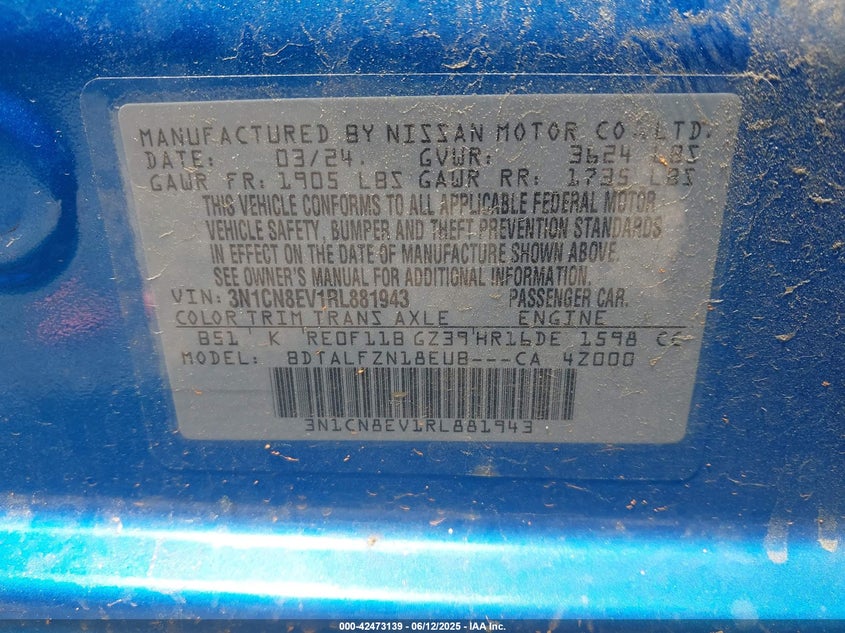 MANUFACTURED BY NISSAN MOTOR CO., LTD.
DATE: 03/24. GVWR: 3624 LBS
GAWR FR: 1905 LBS GAWR RR: 1735 LBS
THIS VEHICLE CONFORMS TO ALL APPLICABLE FEDERAL MOTOR
VEHICLE SAFETY, BUMPER AND THEFT PREVENTION STANDARDS
IN EFFECT ON THE DATE OF MANUFACTURE SHOWN ABOVE.
SEE OWNER'S MANUAL FOR ADDITIONAL INFORMATION.
VIN: 3N1CN8EV1RL881943 PASSENGER CAR.
COLOR TRIM TRANS AXLE ENGINE
B51 K RE0F11B GZ39 HR16DE 1598 CC
MODEL: BDTALFZN18EUB---CA 4Z000
3N1CN8EV1RL881943
000-42473139 - 06/12/2025 - IAA Inc.